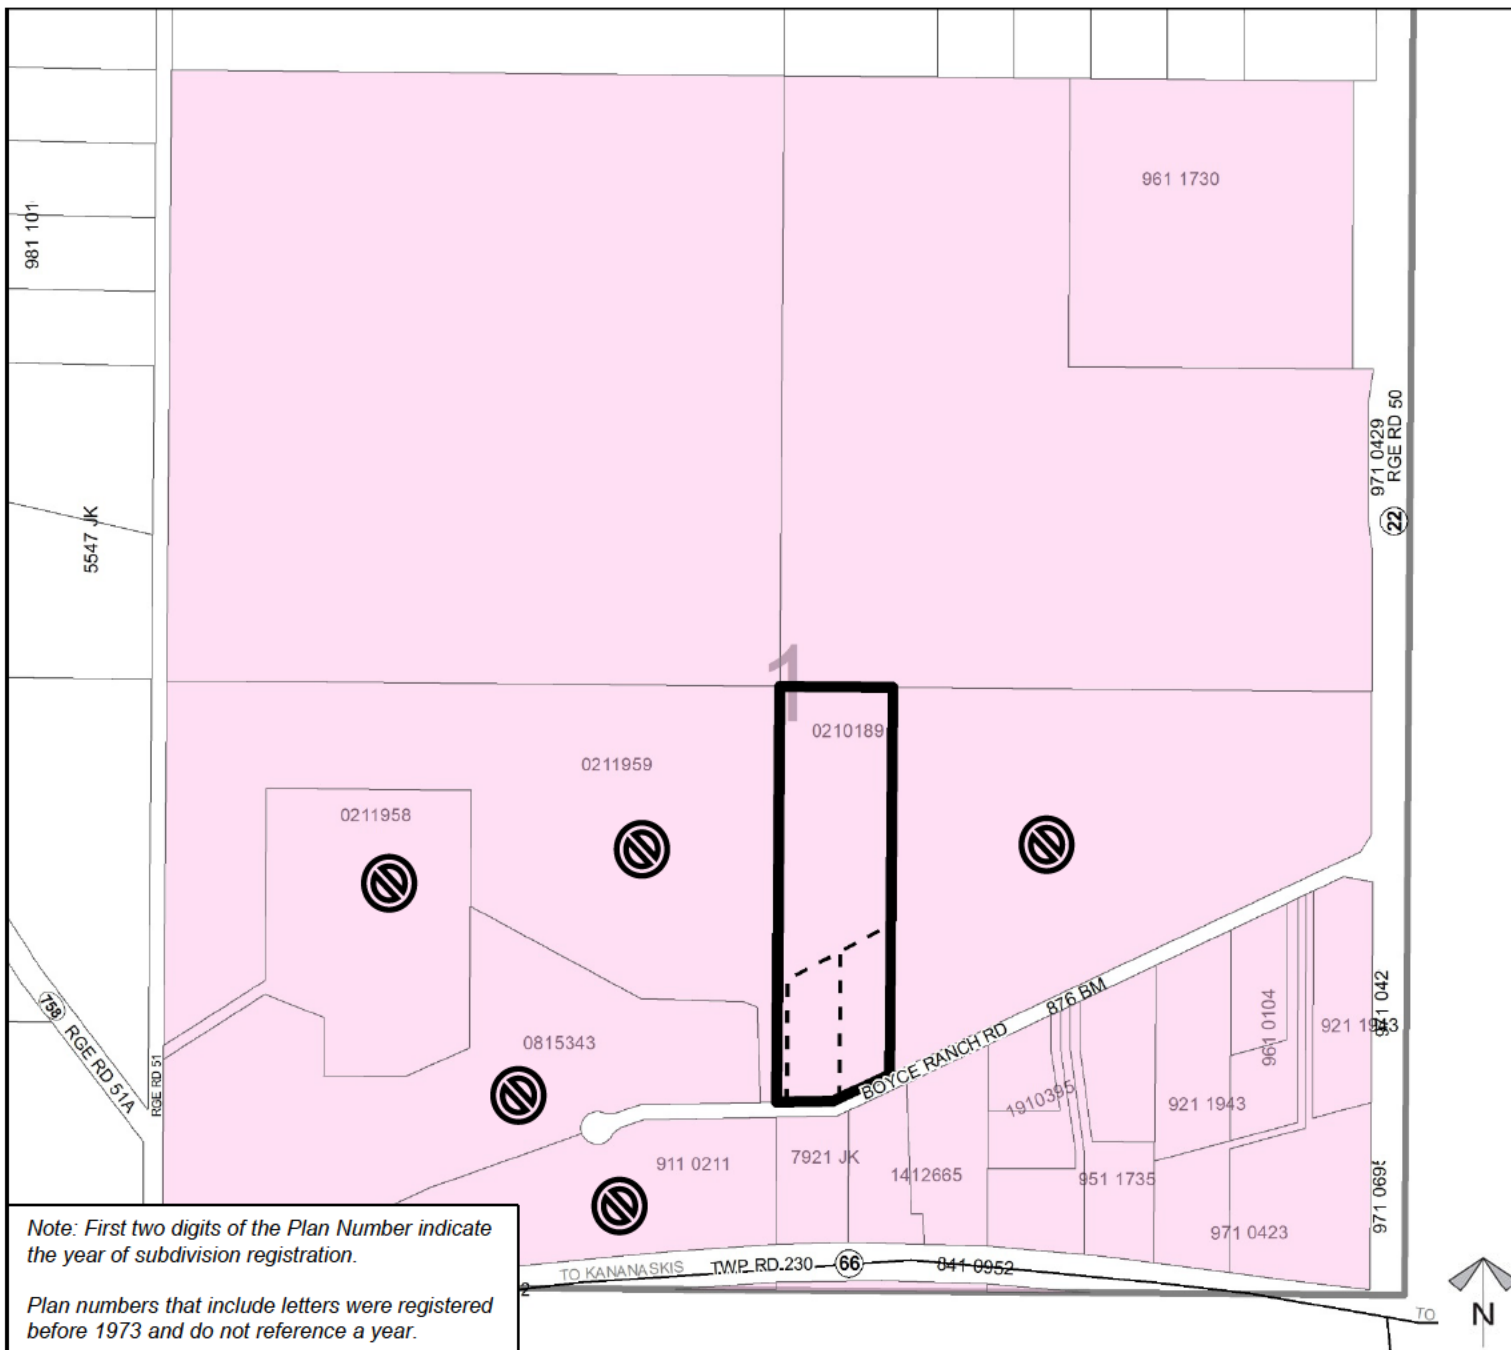 961 1730
981 101
971 0429
RGE RD 50
22
5547 JK
1
0210189
0211959
0211958
758
RGE RD 51A
RGE RD 51
0815343
BOYCE RANCH RD
876 BM
961 0104
921 1943
971 042
1910395
921 1943
911 0211
7921 JK
1412665
951 1735
971 0695
971 0423
TO KANANASKIS
TWP RD 230
66
841 0952
2
TO
N
Note: First two digits of the Plan Number indicate
the year of subdivision registration.
Plan numbers that include letters were registered
before 1973 and do not reference a year.